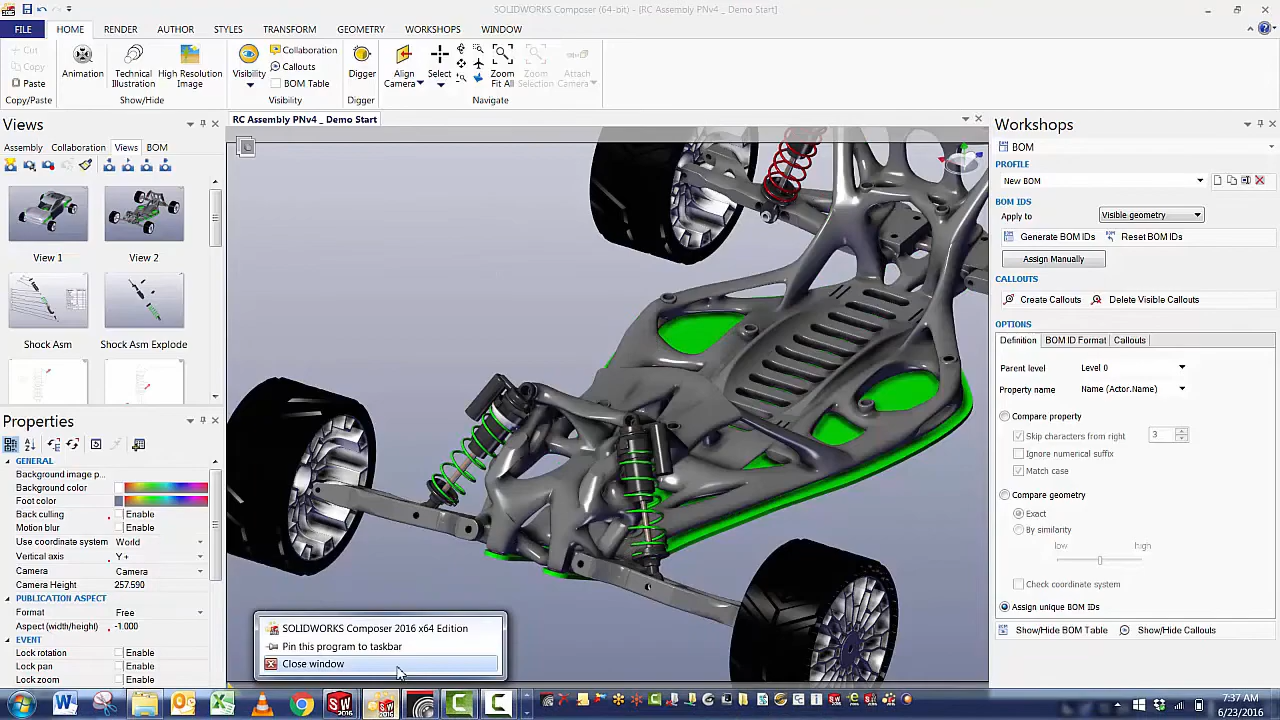 SOLIDWORKS Composer (64-bit) - [RC Assembly PNv4 _ Demo Start]
FILE HOME RENDER AUTHOR STYLES TRANSFORM GEOMETRY WORKSHOPS WINDOW
Cut
Copy
Paste
Copy/Paste
Animation
Technical Illustration
High Resolution Image
Show/Hide
Visibility
Collaboration
Callouts
BOM Table
Visibility
Digger
Digger
Align Camera
Select
Zoom Fit All
Zoom Selection
Attach Camera
Navigate
Views
Assembly Collaboration Views BOM
View 1 View 2
Shock Asm Shock Asm Explode
Properties
GENERAL
Background image p...
Background color
Foot color
Back culling Enable
Motion blur Enable
Use coordinate system World
Vertical axis Y +
Camera Camera
Camera Height 257.590
PUBLICATION ASPECT
Format Free
Aspect (width/height) -1.000
EVENT
Lock rotation Enable
Lock pan Enable
Lock zoom Enable
RC Assembly PNv4 _ Demo Start
SOLIDWORKS Composer 2016 x64 Edition
Pin this program to taskbar
Close window
Workshops
BOM
PROFILE
New BOM
BOM IDS
Apply to Visible geometry
Generate BOM IDs Reset BOM IDs
Assign Manually
CALLOUTS
Create Callouts Delete Visible Callouts
OPTIONS
Definition BOM ID Format Callouts
Parent level Level 0
Property name Name (Actor.Name)
Compare property
Skip characters from right 3
Ignore numerical suffix
Match case
Compare geometry
Exact
By similarity
low high
Check coordinate system
Assign unique BOM IDs
Show/Hide BOM Table Show/Hide Callouts
7:37 AM
6/23/2016